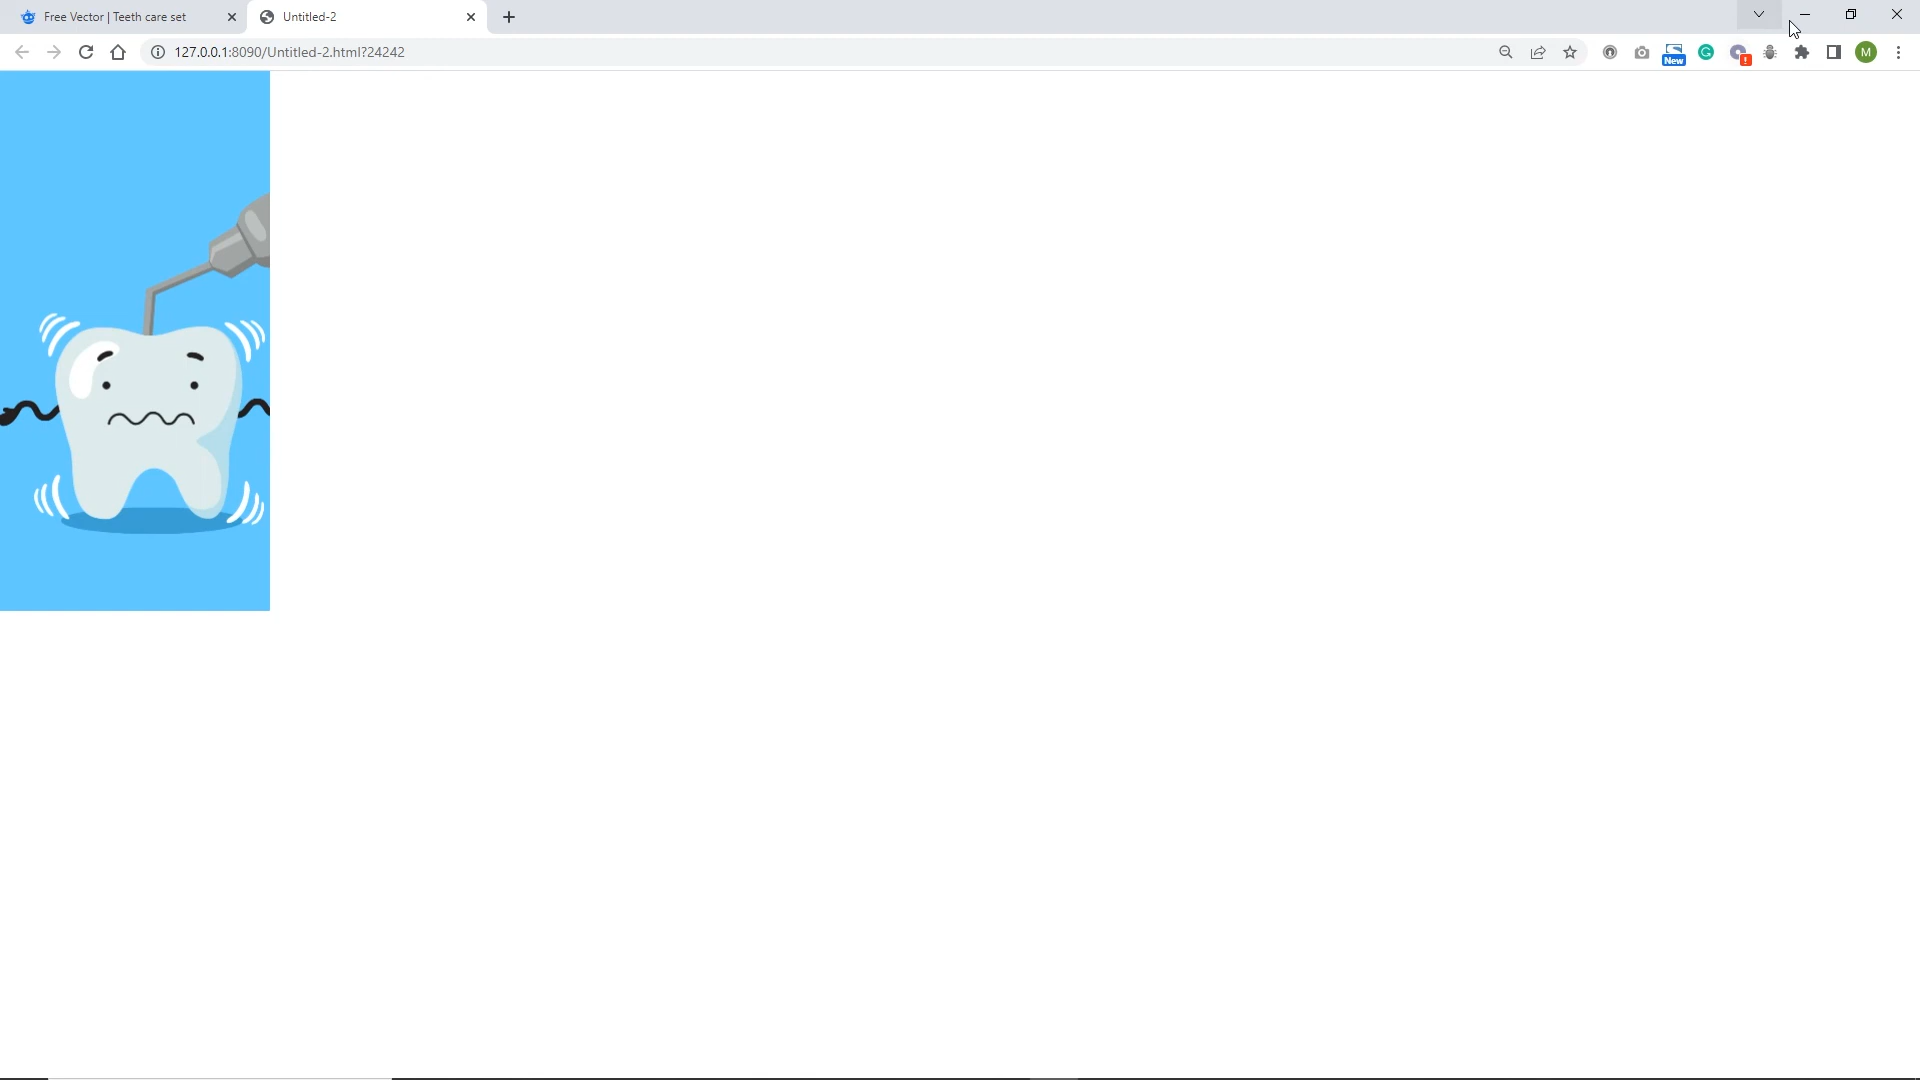 Free Vector | Teeth care set
Untitled-2
127.0.0.1:8090/Untitled-2.html?24242
New
G
!
M